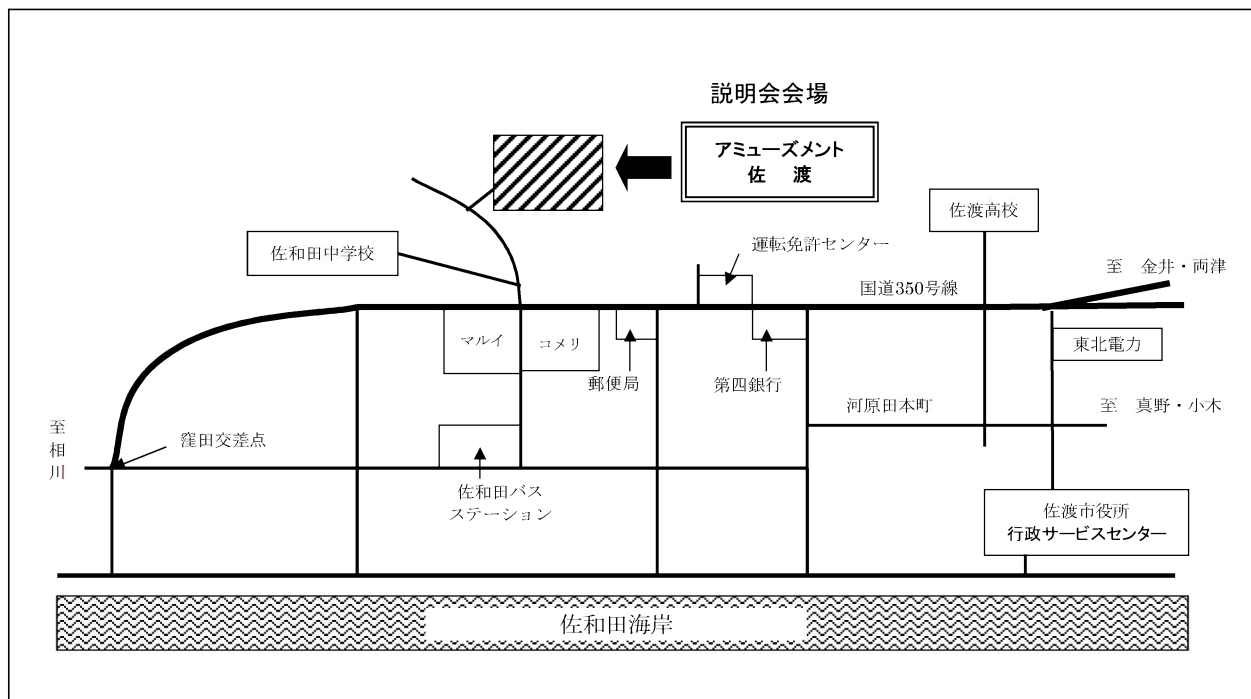 説明会会場
アミューズメント
佐 渡
佐渡高校
佐和田中学校
運転免許センター
至 金井・両津
国道350号線
マルイ
コメリ
郵便局
第四銀行
東北電力
河原田本町
至 真野・小木
至相川
窪田交差点
佐和田バス
ステーション
佐渡市役所
行政サービスセンター
佐和田海岸